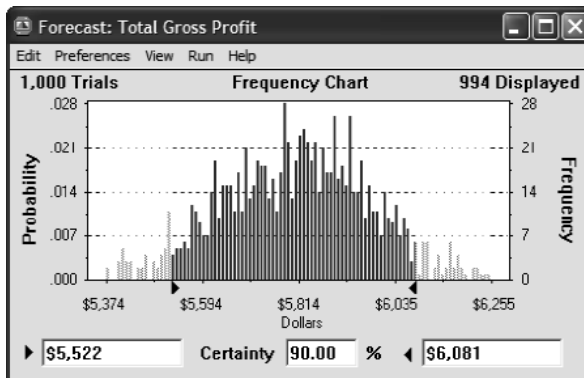 Forecast: Total Gross Profit
Edit Preferences View Run Help
1,000 Trials Frequency Chart 994 Displayed
.028 28
.021 21
.014 14
.007 7
.000 0
Probability
Frequency
$5,374 $5,594 $5,814 $6,035 $6,255
Dollars
$5,522 Certainty 90.00 % $6,081